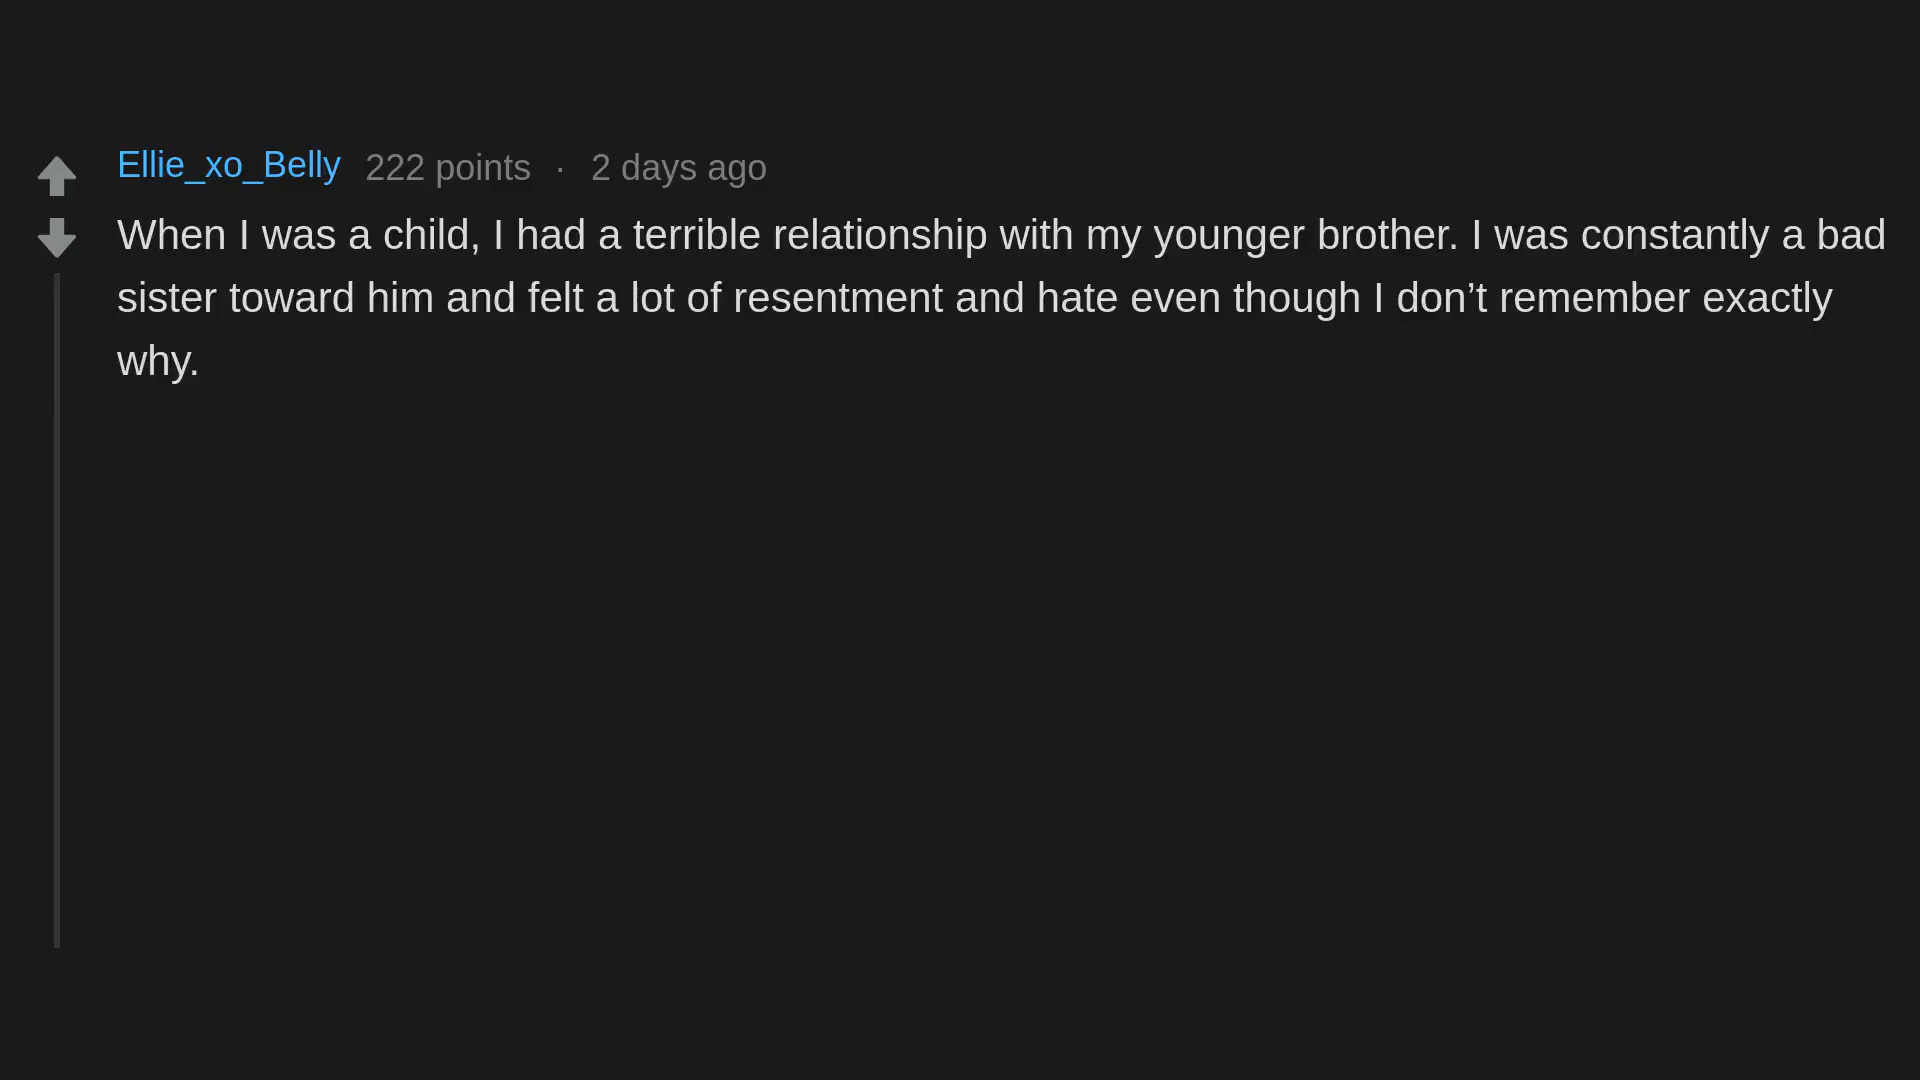 Ellie_xo_Belly 222 points · 2 days ago
When I was a child, I had a terrible relationship with my younger brother. I was constantly a bad
sister toward him and felt a lot of resentment and hate even though I don’t remember exactly
why.